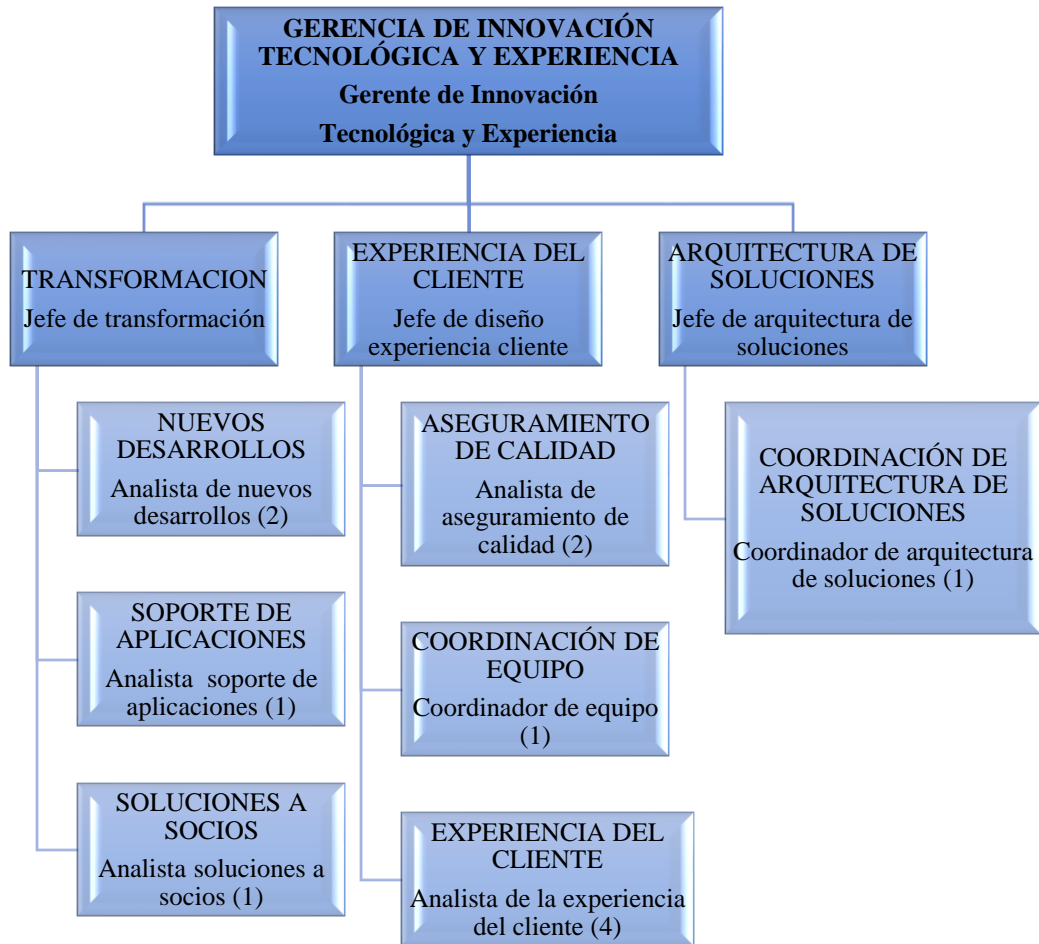 GERENCIA DE INNOVACIÓN
TECNOLÓGICA Y EXPERIENCIA
Gerente de Innovación
Tecnológica y Experiencia
TRANSFORMACION
Jefe de transformación
NUEVOS
DESARROLLOS
Analista de nuevos
desarrollos (2)
SOPORTE DE
APLICACIONES
Analista soporte de
aplicaciones (1)
SOLUCIONES A
SOCIOS
Analista soluciones a
socios (1)
EXPERIENCIA DEL
CLIENTE
Jefe de diseño
experiencia cliente
ASEGURAMIENTO
DE CALIDAD
Analista de
aseguramiento de
calidad (2)
COORDINACIÓN DE
EQUIPO
Coordinador de equipo
(1)
EXPERIENCIA DEL
CLIENTE
Analista de la experiencia
del cliente (4)
ARQUITECTURA DE
SOLUCIONES
Jefe de arquitectura de
soluciones
COORDINACIÓN DE
ARQUITECTURA DE
SOLUCIONES
Coordinador de arquitectura
de soluciones (1)